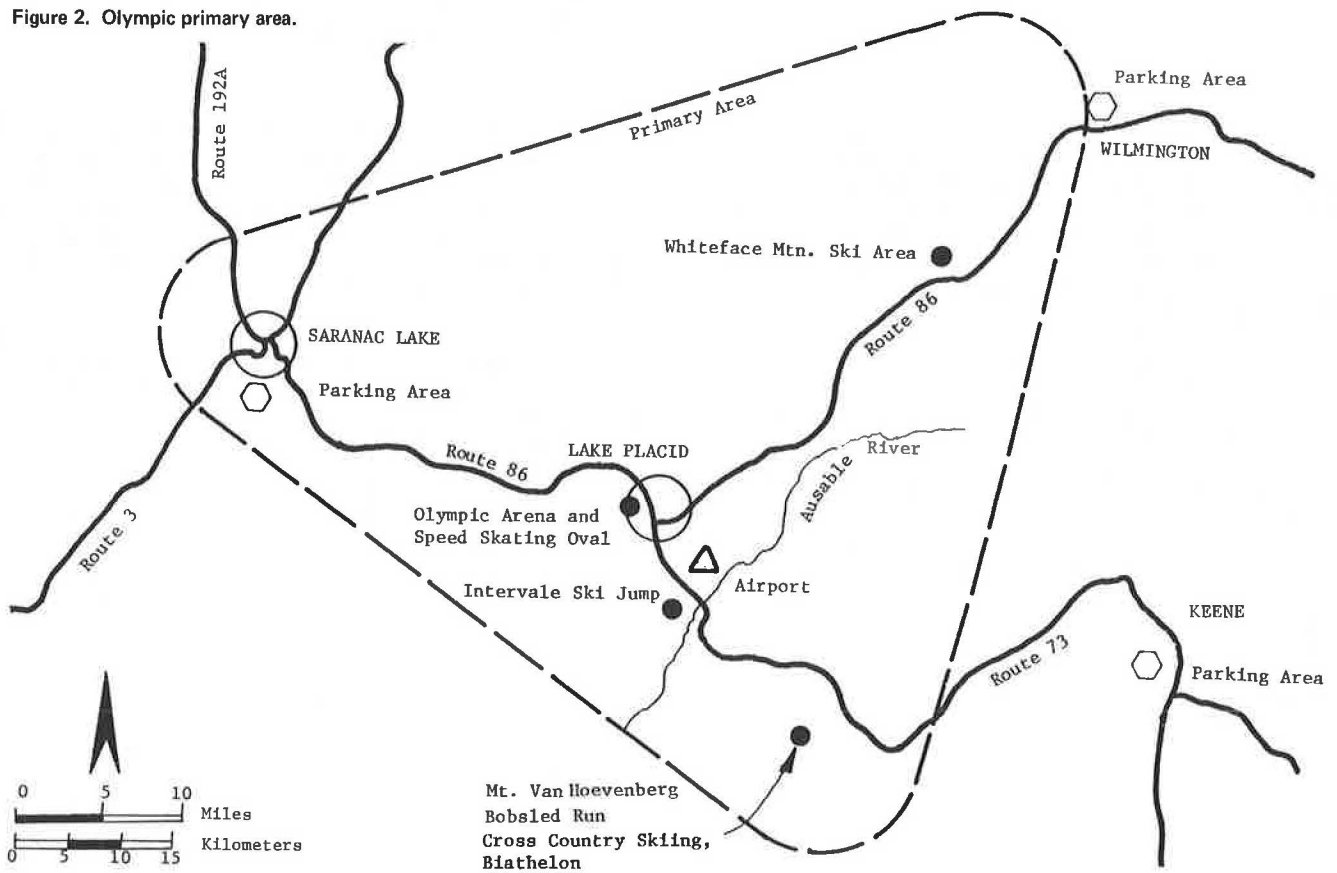 Figure 2. Olympic primary area.
Route 192A
Primary Area
Parking Area
WILMINGTON
Whiteface Mtn. Ski Area
Route 86
SARANAC LAKE
Parking Area
Route 86
LAKE PLACID
River
Ausable
Olympic Arena and
Speed Skating Oval
Route 3
Airport
Intervale Ski Jump
KEENE
Route 73
Parking Area
Mt. Van Hoevenberg
Bobsled Run
Cross Country Skiing,
Biathelon
0 5 10
Miles
Kilometers
0 5 10 15